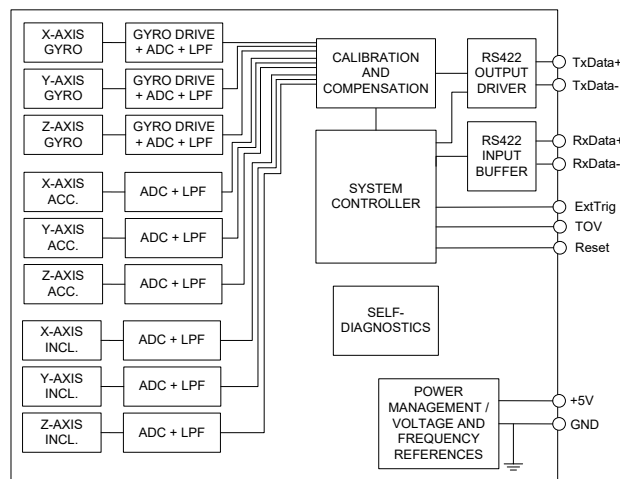 X-AXIS
GYRO
GYRO DRIVE
+ ADC + LPF
Y-AXIS
GYRO
GYRO DRIVE
+ ADC + LPF
Z-AXIS
GYRO
GYRO DRIVE
+ ADC + LPF
X-AXIS
ACC.
ADC + LPF
Y-AXIS
ACC.
ADC + LPF
Z-AXIS
ACC.
ADC + LPF
X-AXIS
INCL.
ADC + LPF
Y-AXIS
INCL.
ADC + LPF
Z-AXIS
INCL.
ADC + LPF
CALIBRATION
AND
COMPENSATION
SYSTEM
CONTROLLER
SELF-
DIAGNOSTICS
RS422
OUTPUT
DRIVER
RS422
INPUT
BUFFER
POWER
MANAGEMENT /
VOLTAGE AND
FREQUENCY
REFERENCES
TxData+
TxData-
RxData+
RxData-
ExtTrig
TOV
Reset
+5V
GND